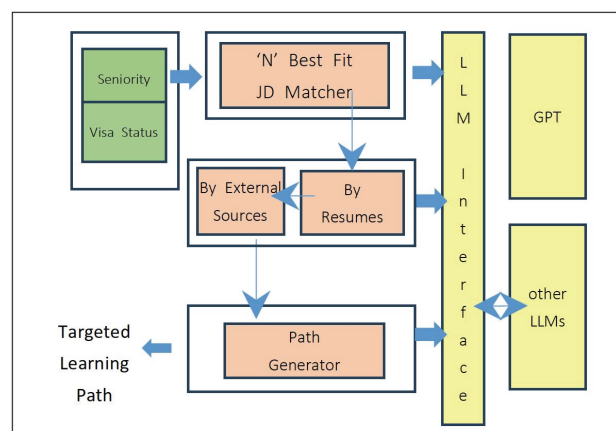 Seniority
Visa Status
‘N’ Best Fit
JD Matcher
L
L
M
I
n
t
e
r
f
a
c
e
GPT
By External
Sources
By
Resumes
other
LLMs
Path
Generator
Targeted
Learning
Path